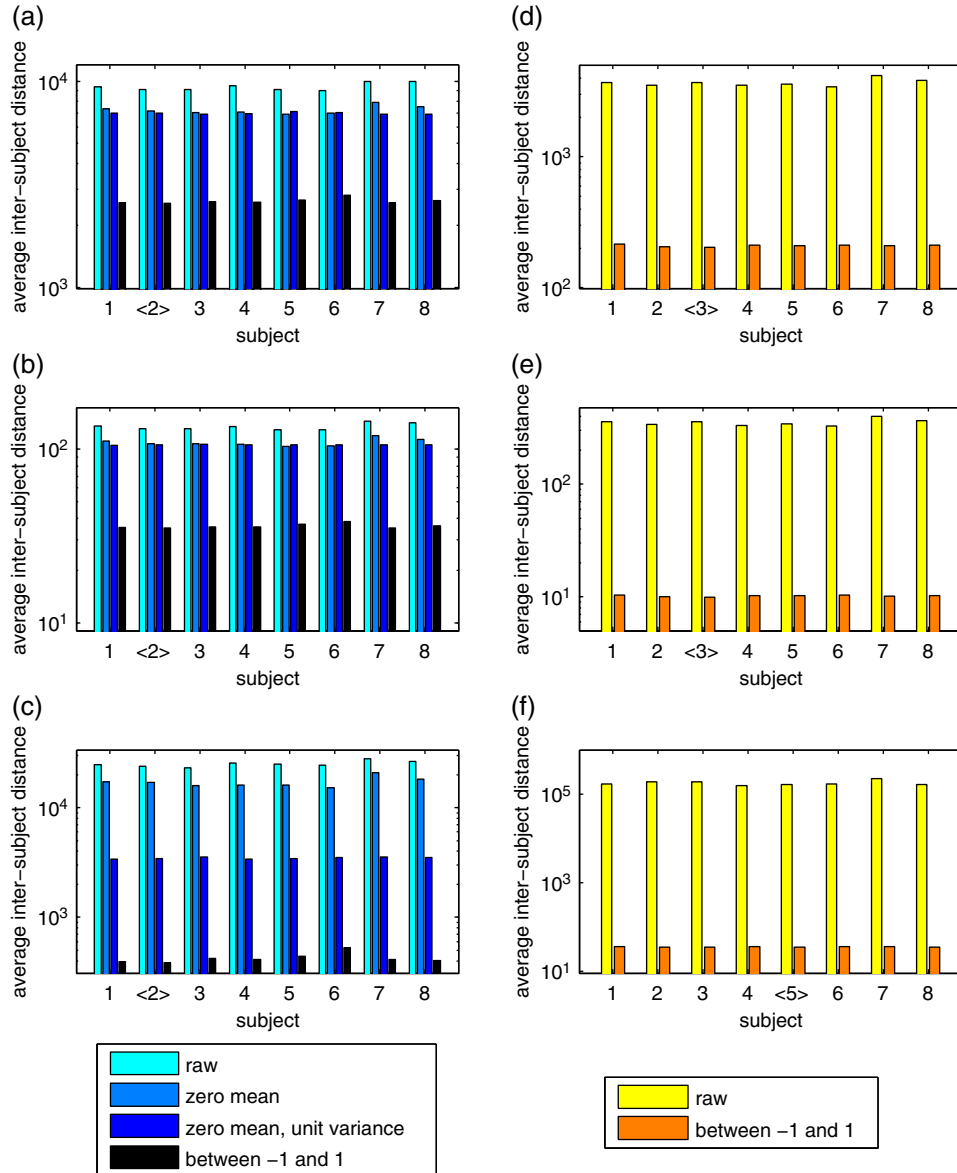 (a)
average inter−subject distance
10^4
10^3
1 <2> 3 4 5 6 7 8
subject
(d)
average inter−subject distance
10^3
10^2
1 2 <3> 4 5 6 7 8
subject
(b)
average inter−subject distance
10^2
10^1
1 <2> 3 4 5 6 7 8
subject
(e)
average inter−subject distance
10^2
10^1
1 2 <3> 4 5 6 7 8
subject
(c)
average inter−subject distance
10^4
10^3
1 <2> 3 4 5 6 7 8
subject
(f)
average inter−subject distance
10^5
10^3
10^1
1 2 3 4 <5> 6 7 8
subject
raw
zero mean
zero mean, unit variance
between −1 and 1
raw
between −1 and 1